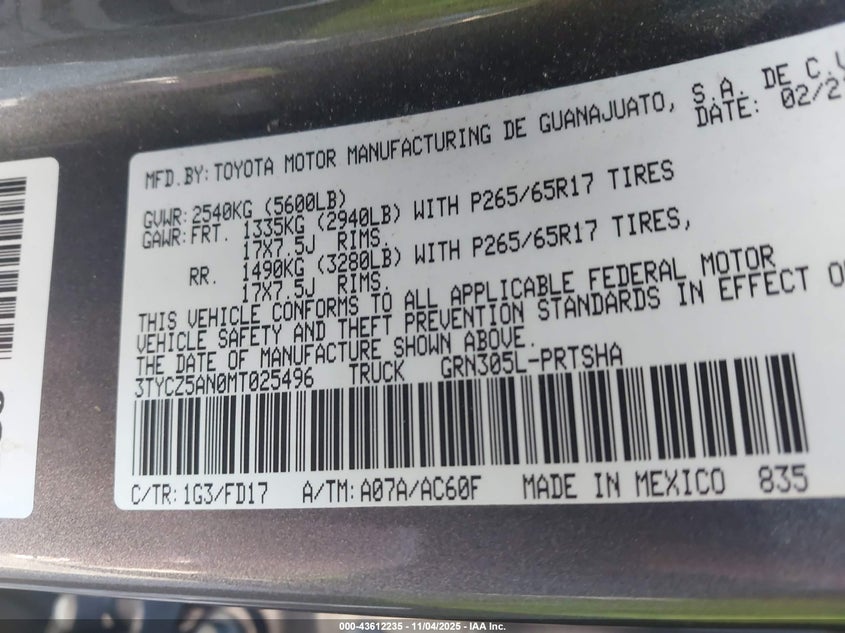 MFD.BY: TOYOTA MOTOR MANUFACTURING DE GUANAJUATO, S.A. DE C.V
DATE: 02/2
GVWR: 2540KG (5600LB)
GAWR: FRT. 1335KG (2940LB) WITH P265/65R17 TIRES
17X7.5J RIMS.
RR. 1490KG (3280LB) WITH P265/65R17 TIRES,
17X7.5J RIMS.
THIS VEHICLE CONFORMS TO ALL APPLICABLE FEDERAL MOTOR
VEHICLE SAFETY AND THEFT PREVENTION STANDARDS IN EFFECT O
THE DATE OF MANUFACTURE SHOWN ABOVE.
3TYCZ5AN0MT025496 TRUCK GRN305L-PRTSHA
C/TR: 1G3/FD17 A/TM: A07A/AC60F MADE IN MEXICO 835
000-43612235 - 11/04/2025 - IAA Inc.